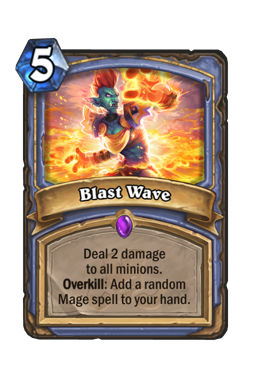 5
Blast Wave
Deal 2 damage
to all minions.
Overkill: Add a random
Mage spell to your hand.